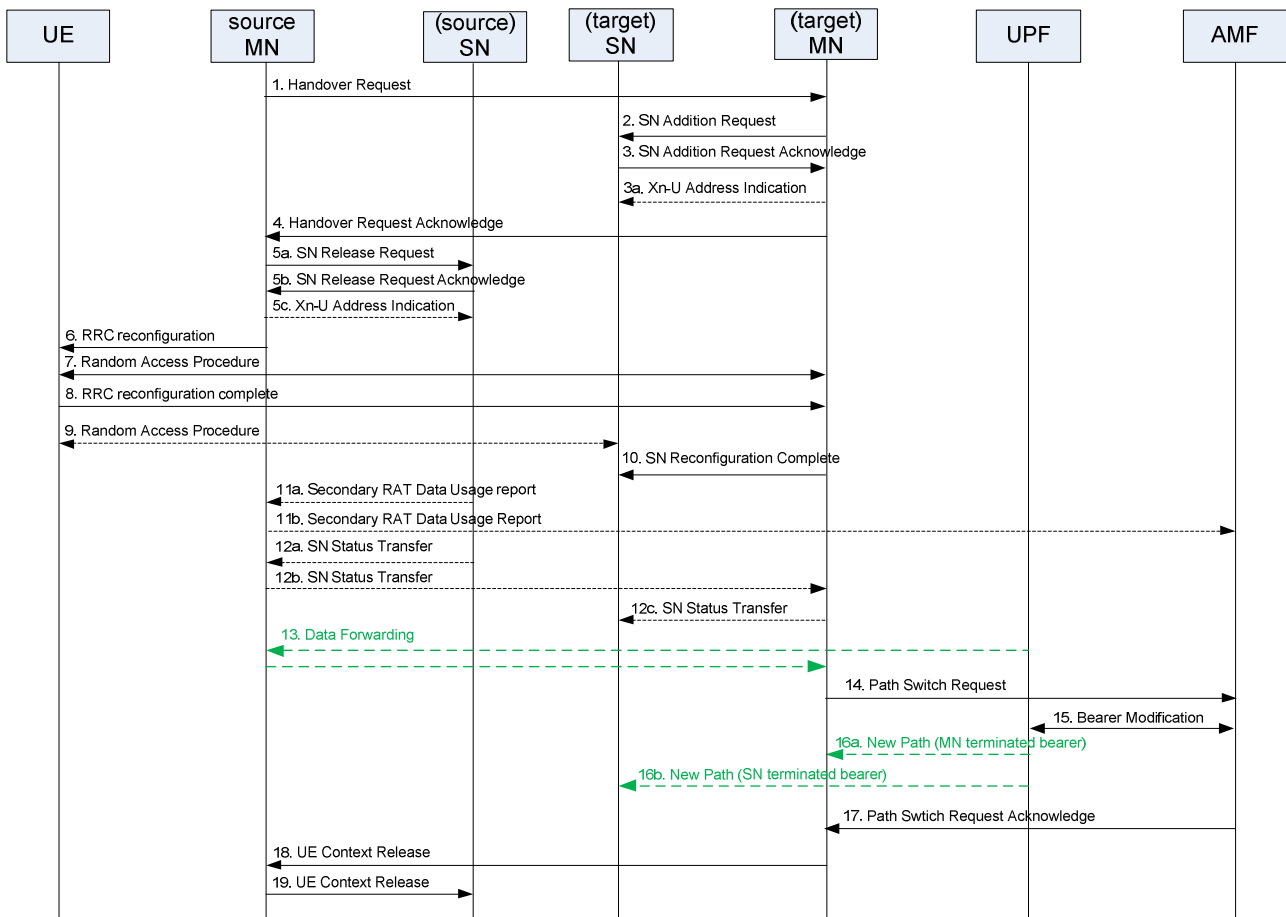 UE
source
MN
(source)
SN
(target)
SN
(target)
MN
UPF
AMF
1. Handover Request
2. SN Addition Request
3. SN Addition Request Acknowledge
3a. Xn-U Address Indication
4. Handover Request Acknowledge
5a. SN Release Request
5b. SN Release Request Acknowledge
5c. Xn-U Address Indication
6. RRC reconfiguration
7. Random Access Procedure
8. RRC reconfiguration complete
9. Random Access Procedure
10. SN Reconfiguration Complete
11a. Secondary RAT Data Usage report
11b. Secondary RAT Data Usage Report
12a. SN Status Transfer
12b. SN Status Transfer
12c. SN Status Transfer
13. Data Forwarding
14. Path Switch Request
15. Bearer Modification
16a. New Path (MN terminated bearer)
16b. New Path (SN terminated bearer)
17. Path Swtich Request Acknowledge
18. UE Context Release
19. UE Context Release